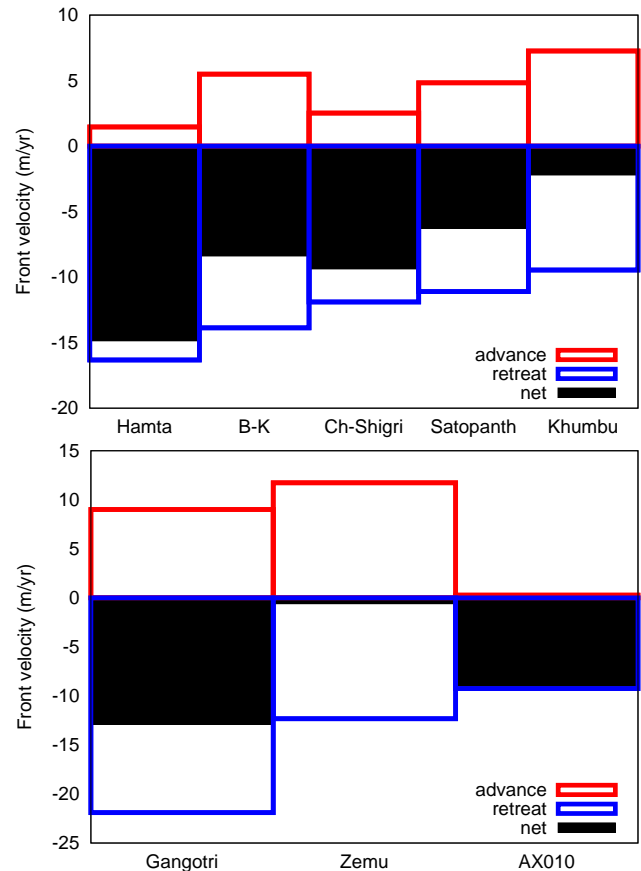 10
5
0
-5
-10
-15
-20
Front velocity (m/yr)
advance
retreat
net
Hamta B-K Ch-Shigri Satopanth Khumbu
15
10
5
0
-5
-10
-15
-20
-25
Front velocity (m/yr)
advance
retreat
net
Gangotri Zemu AX010